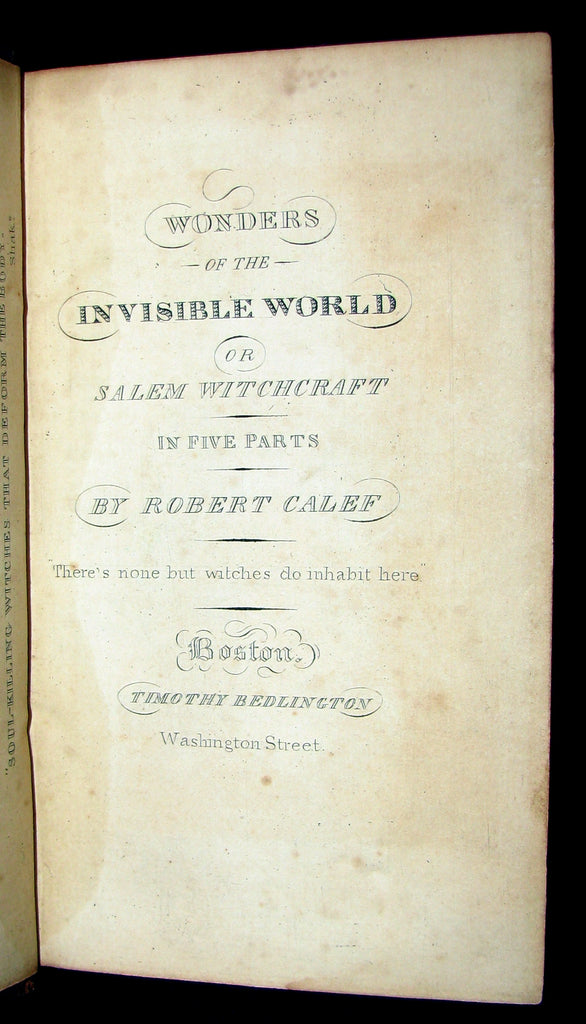 "SOUL-KILLING WITCHES THAT DEFORM THE BODY."
Shak."
WONDERS
OF THE
INVISIBLE WORLD
OR
SALEM WITCHCRAFT
IN FIVE PARTS
BY ROBERT CALEF
"There's none but witches do inhabit here"
Boston.
TIMOTHY BEDLINGTON
Washington Street.